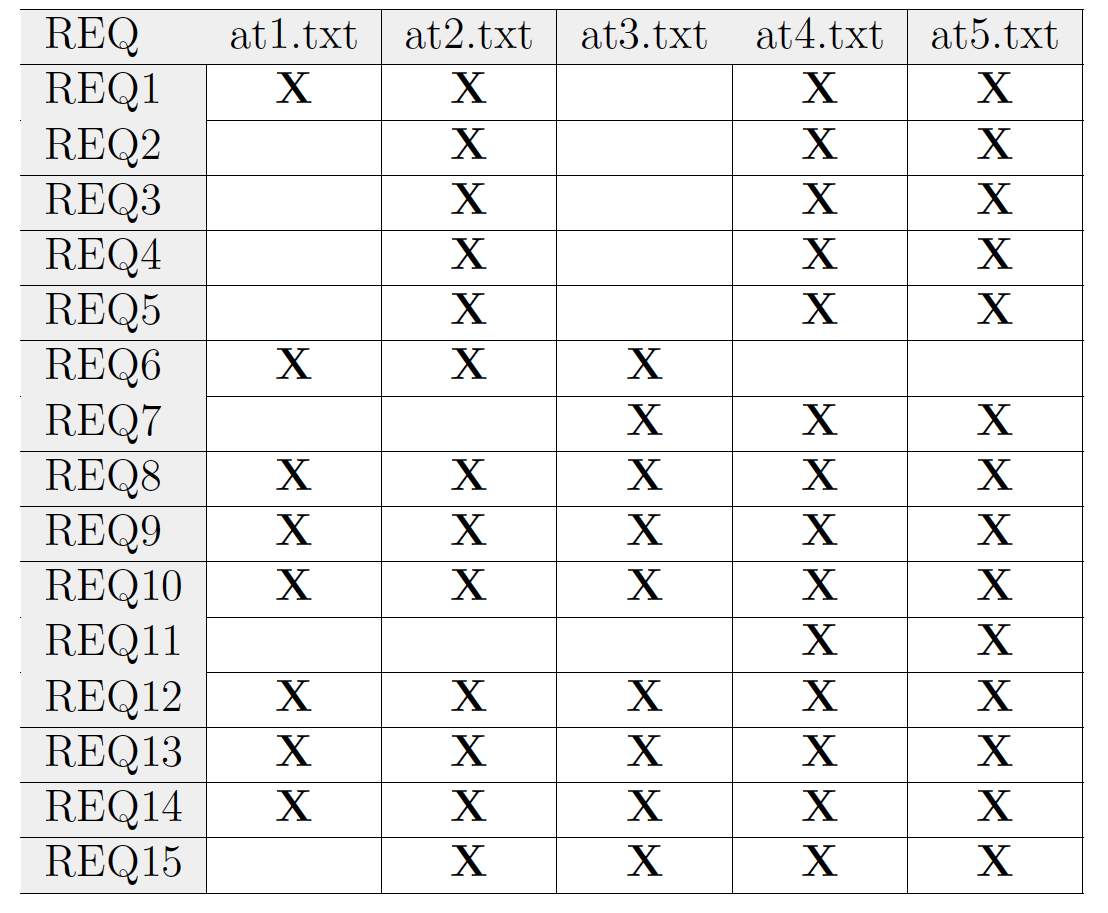 REQ at1.txt at2.txt at3.txt at4.txt at5.txt
REQ1 X X X X
REQ2 X X X
REQ3 X X X
REQ4 X X X
REQ5 X X X
REQ6 X X X
REQ7 X X X
REQ8 X X X X X
REQ9 X X X X X
REQ10 X X X X X
REQ11 X X
REQ12 X X X X X
REQ13 X X X X X
REQ14 X X X X X
REQ15 X X X X